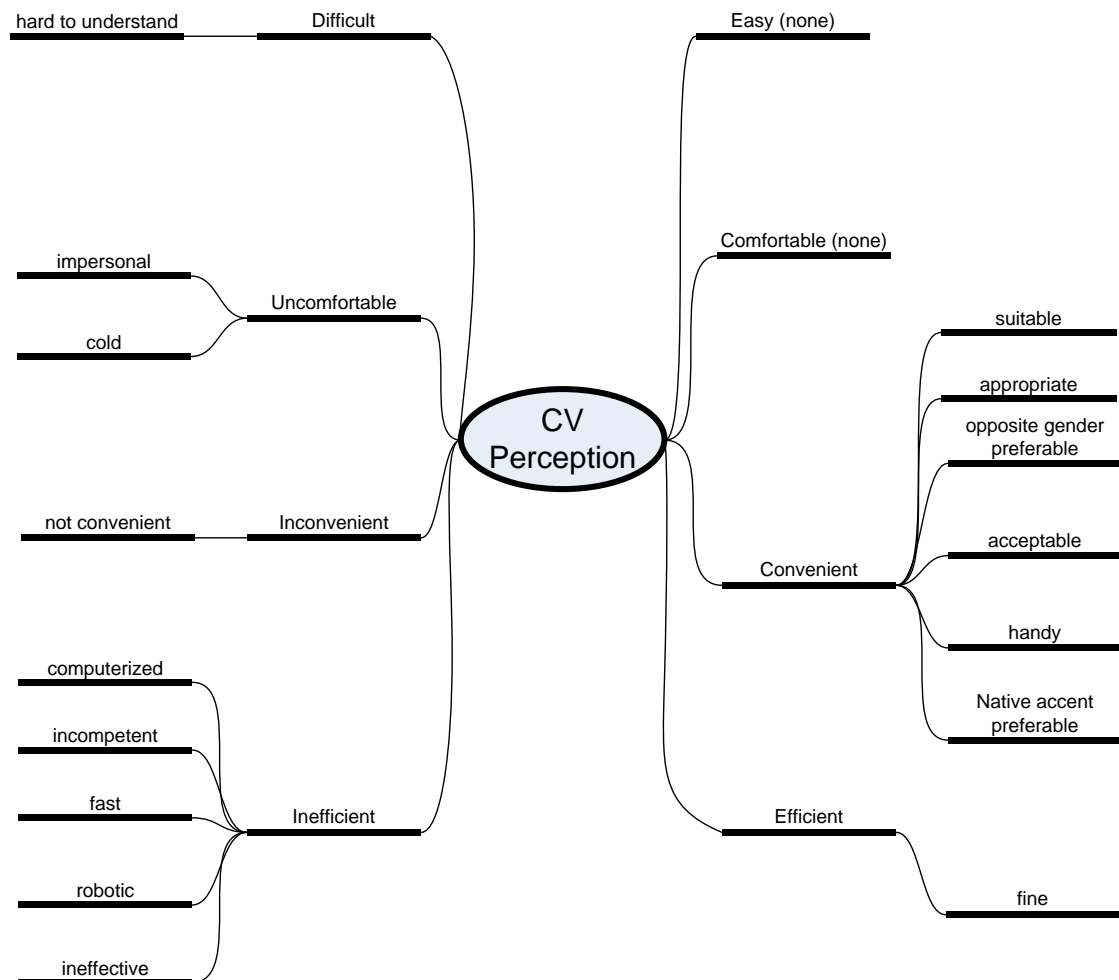 hard to understand
Difficult
Easy (none)
Comfortable (none)
impersonal
Uncomfortable
cold
suitable
appropriate
opposite gender
preferable
CV
Perception
not convenient
Inconvenient
acceptable
Convenient
handy
computerized
Native accent
preferable
incompetent
fast
Inefficient
Efficient
robotic
fine
ineffective